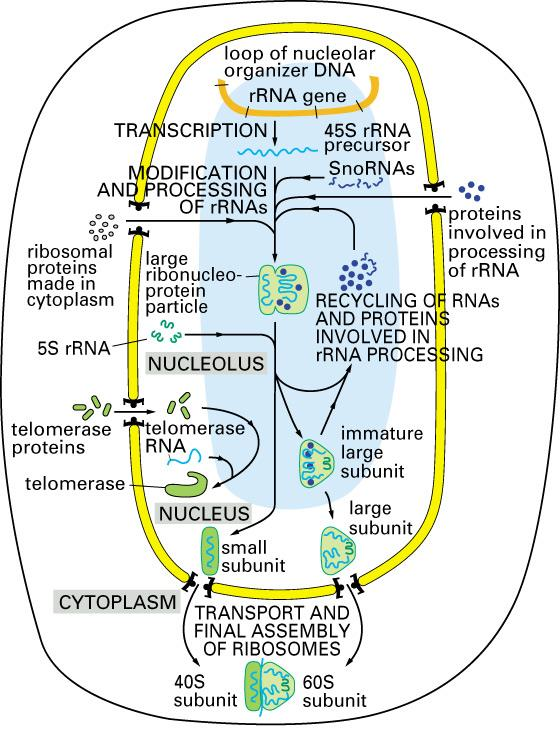 loop of nucleolar
organizer DNA
rRNA gene
TRANSCRIPTION
45S rRNA
precursor
SnoRNAs
MODIFICATION
AND PROCESSING
OF rRNAs
proteins
involved in
processing
of rRNA
ribosomal
proteins
made in
cytoplasm
large
ribonucleo-
protein
particle
RECYCLING OF RNAs
AND PROTEINS
INVOLVED IN
rRNA PROCESSING
5S rRNA
NUCLEOLUS
telomerase
proteins
telomerase
RNA
immature
large
subunit
telomerase
NUCLEUS
large
subunit
small
subunit
CYTOPLASM
TRANSPORT AND
FINAL ASSEMBLY
OF RIBOSOMES
40S
subunit
60S
subunit